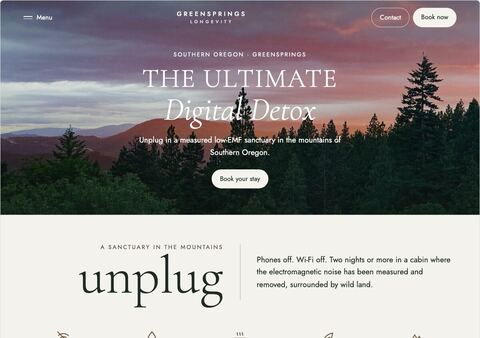 Menu
GREENSPRINGS
LONGEVITY
Contact
Book now
SOUTHERN OREGON · GREENSPRINGS
THE ULTIMATE
Digital Detox
Unplug in a measured low-EMF sanctuary in the mountains of
Southern Oregon.
Book your stay
A SANCTUARY IN THE MOUNTAINS
unplug
Phones off. Wi-Fi off. Two nights or more in a cabin where
the electromagnetic noise has been measured and
removed, surrounded by wild land.